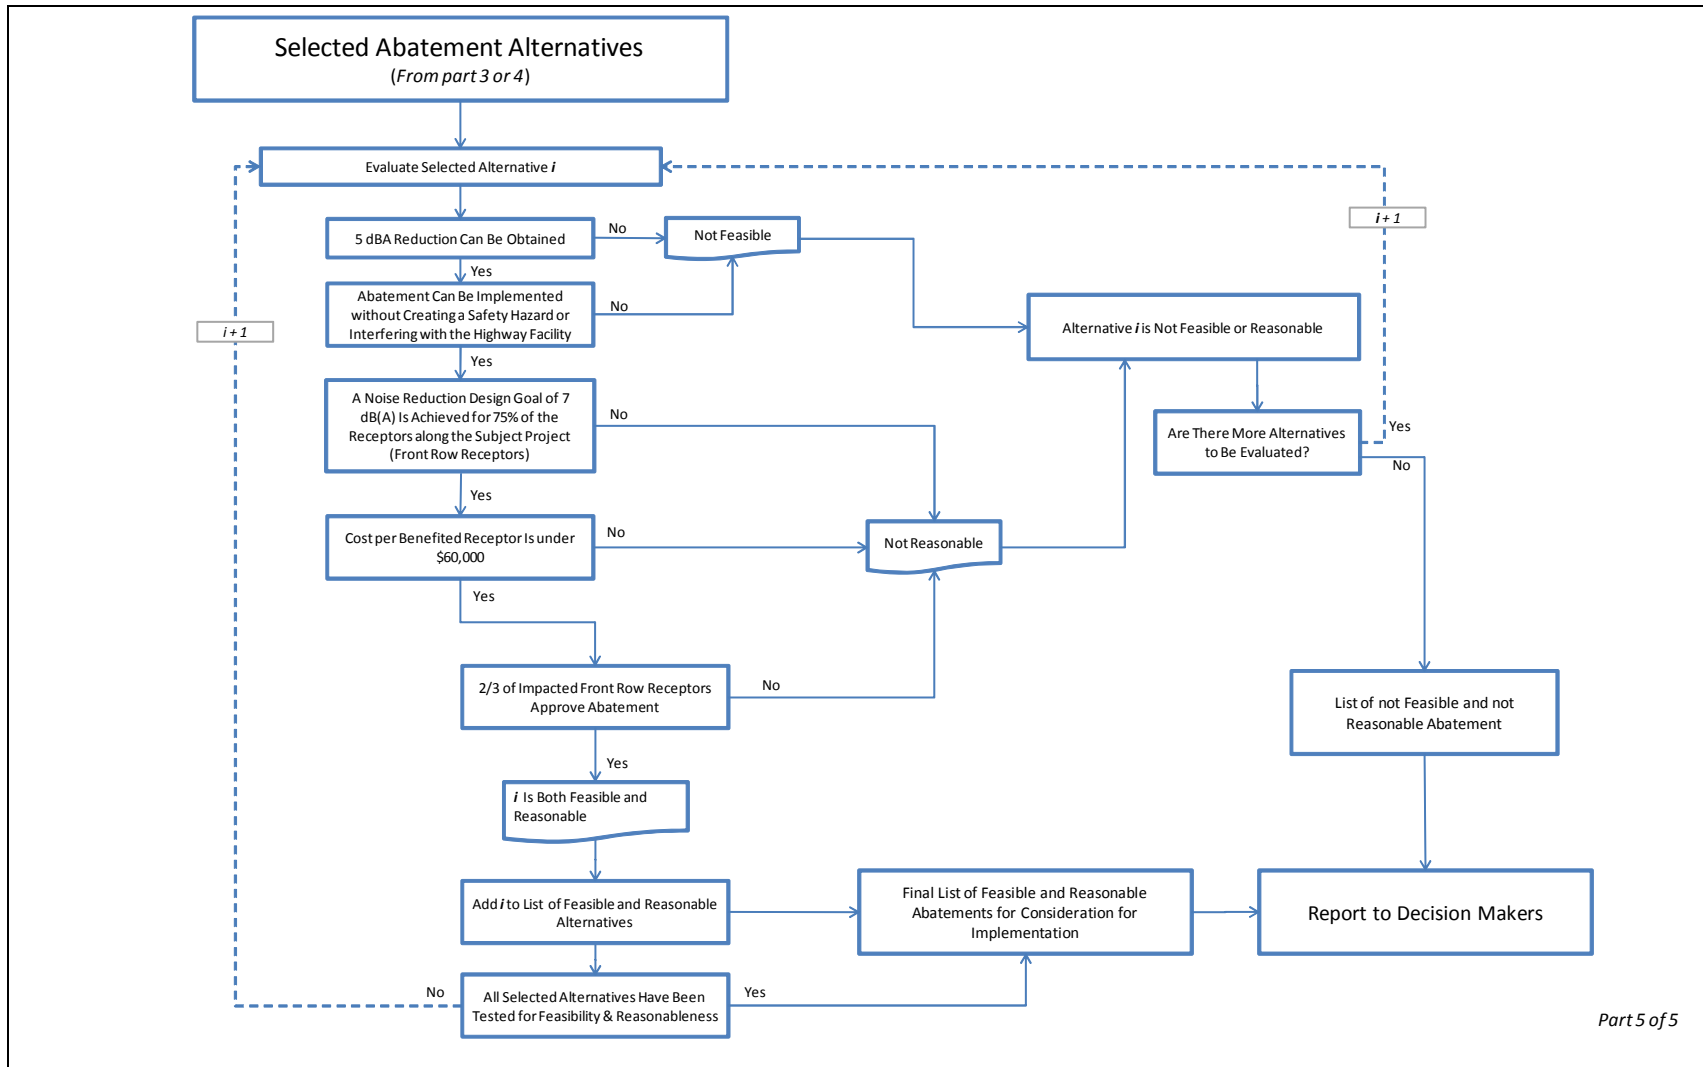 Selected Abatement Alternatives
(From part 3 or 4)
Evaluate Selected Alternative i
5 dBA Reduction Can Be Obtained
No
Not Feasible
i + 1
Yes
Abatement Can Be Implemented
without Creating a Safety Hazard or
Interfering with the Highway Facility
No
i + 1
Alternative i is Not Feasible or Reasonable
Yes
A Noise Reduction Design Goal of 7
dB(A) Is Achieved for 75% of the
Receptors along the Subject Project
(Front Row Receptors)
No
Are There More Alternatives
to Be Evaluated?
Yes
No
Yes
Cost per Benefited Receptor Is under
$60,000
No
Not Reasonable
Yes
2/3 of Impacted Front Row Receptors
Approve Abatement
No
List of not Feasible and not
Reasonable Abatement
Yes
i Is Both Feasible and
Reasonable
Add i to List of Feasible and Reasonable
Alternatives
Final List of Feasible and Reasonable
Abatements for Consideration for
Implementation
Report to Decision Makers
No
All Selected Alternatives Have Been
Tested for Feasibility & Reasonableness
Yes
Part 5 of 5